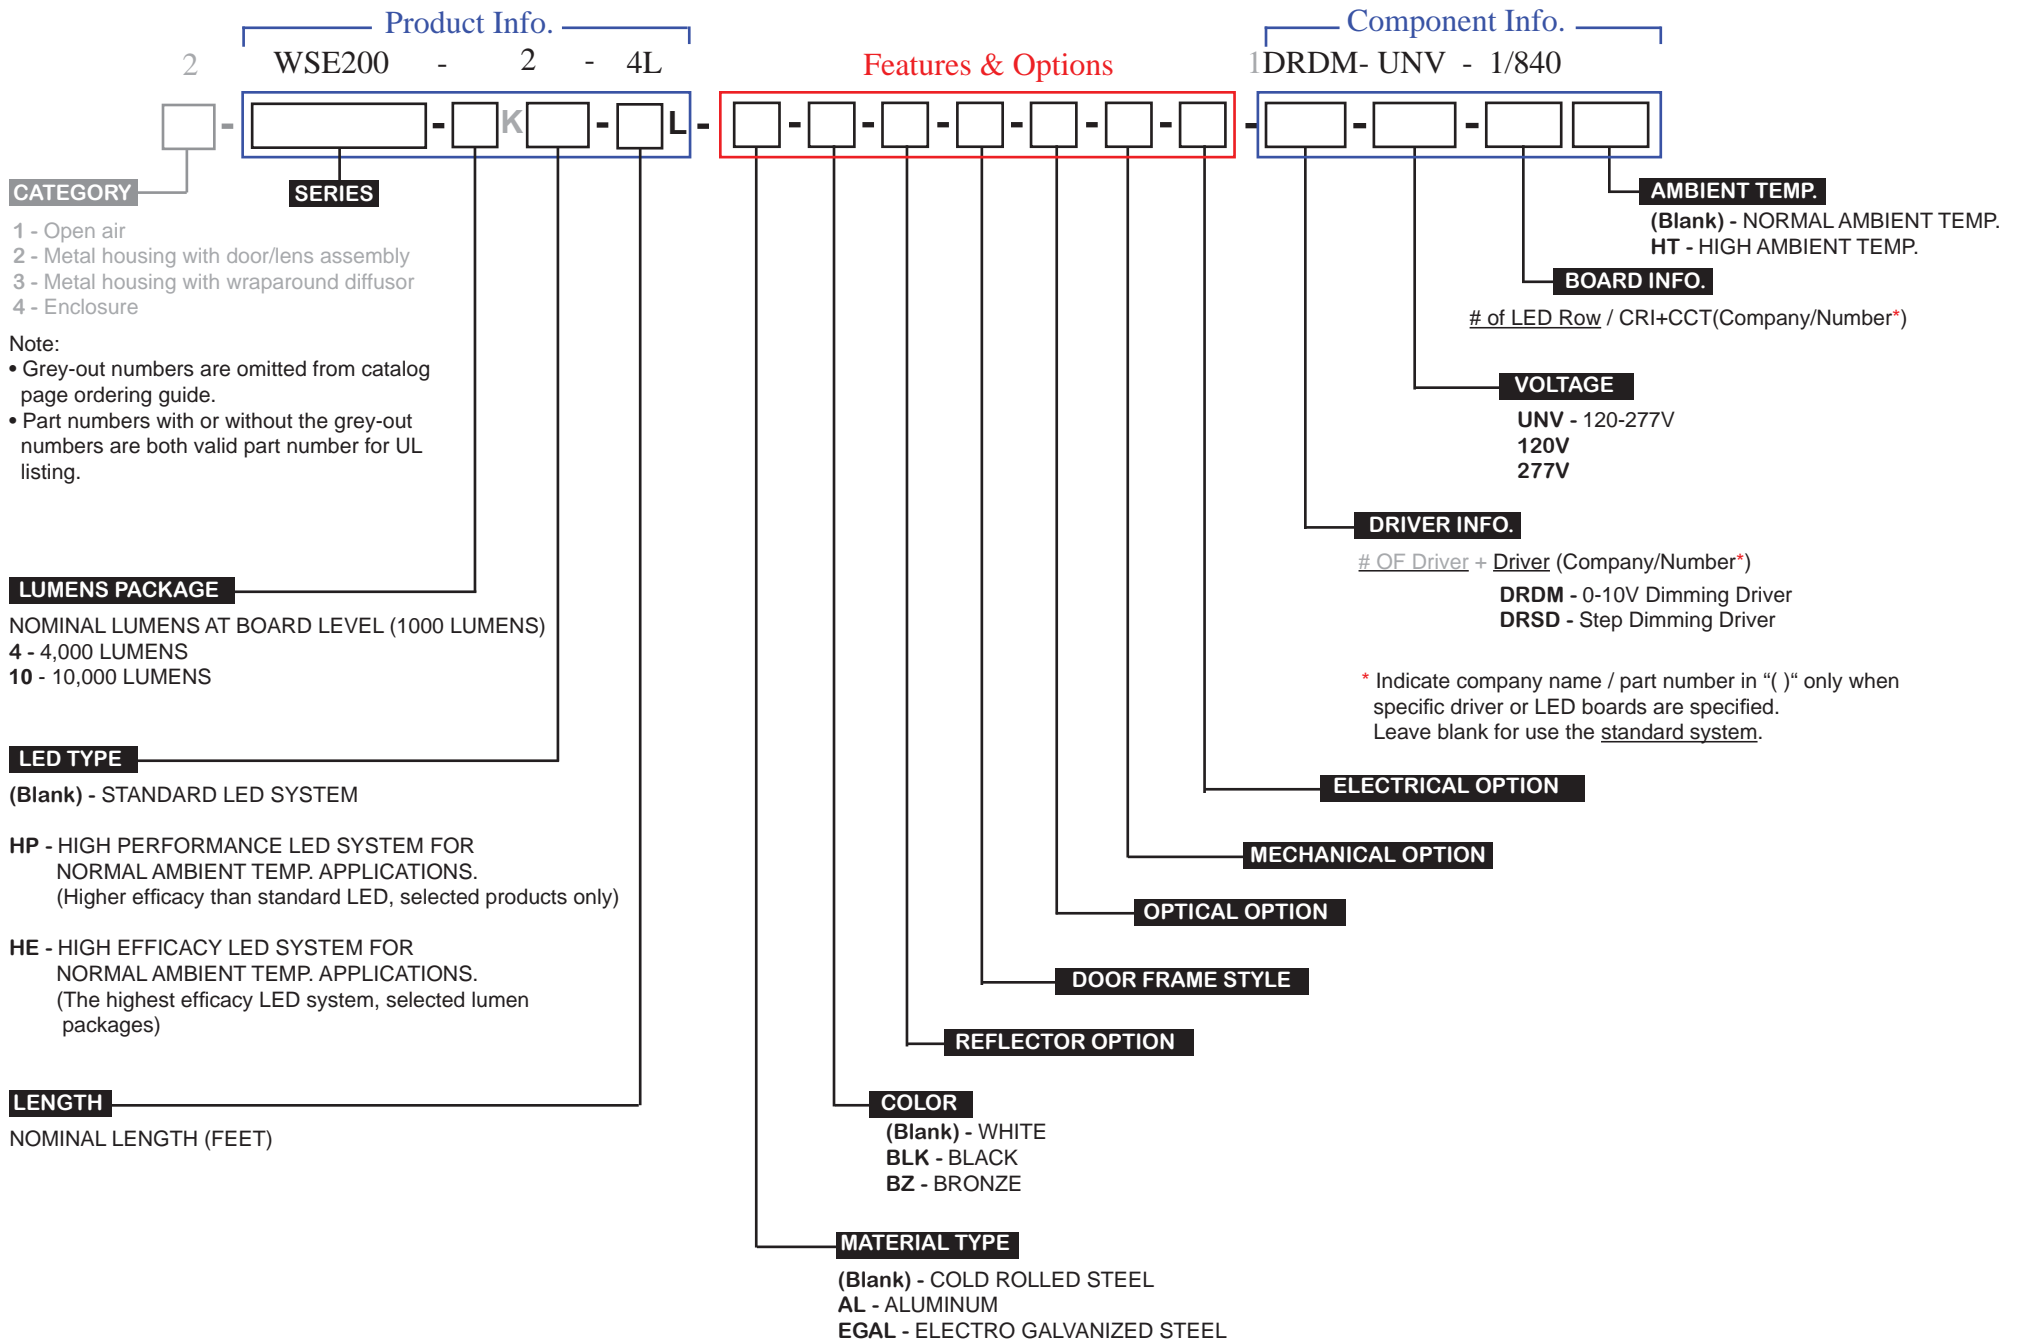 Product Info.
Component Info.
2 WSE200 - 2 - 4L
Features & Options
1DRDM- UNV - 1/840
- - K - L - - - - - - - - - -
CATEGORY
1 - Open air
2 - Metal housing with door/lens assembly
3 - Metal housing with wraparound diffusor
4 - Enclosure
SERIES
Note:
• Grey-out numbers are omitted from catalog
page ordering guide.
• Part numbers with or without the grey-out
numbers are both valid part number for UL
listing.
AMBIENT TEMP.
(Blank) - NORMAL AMBIENT TEMP.
HT - HIGH AMBIENT TEMP.
BOARD INFO.
# of LED Row / CRI+CCT(Company/Number*)
VOLTAGE
UNV - 120-277V
120V
277V
DRIVER INFO.
# OF Driver + Driver (Company/Number*)
DRDM - 0-10V Dimming Driver
DRSD - Step Dimming Driver
* Indicate company name / part number in “( )“ only when
specific driver or LED boards are specified.
Leave blank for use the standard system.
LUMENS PACKAGE
NOMINAL LUMENS AT BOARD LEVEL (1000 LUMENS)
4 - 4,000 LUMENS
10 - 10,000 LUMENS
LED TYPE
(Blank) - STANDARD LED SYSTEM
HP - HIGH PERFORMANCE LED SYSTEM FOR
NORMAL AMBIENT TEMP. APPLICATIONS.
(Higher efficacy than standard LED, selected products only)
HE - HIGH EFFICACY LED SYSTEM FOR
NORMAL AMBIENT TEMP. APPLICATIONS.
(The highest efficacy LED system, selected lumen
packages)
LENGTH
NOMINAL LENGTH (FEET)
ELECTRICAL OPTION
MECHANICAL OPTION
OPTICAL OPTION
DOOR FRAME STYLE
REFLECTOR OPTION
COLOR
(Blank) - WHITE
BLK - BLACK
BZ - BRONZE
MATERIAL TYPE
(Blank) - COLD ROLLED STEEL
AL - ALUMINUM
EGAL - ELECTRO GALVANIZED STEEL